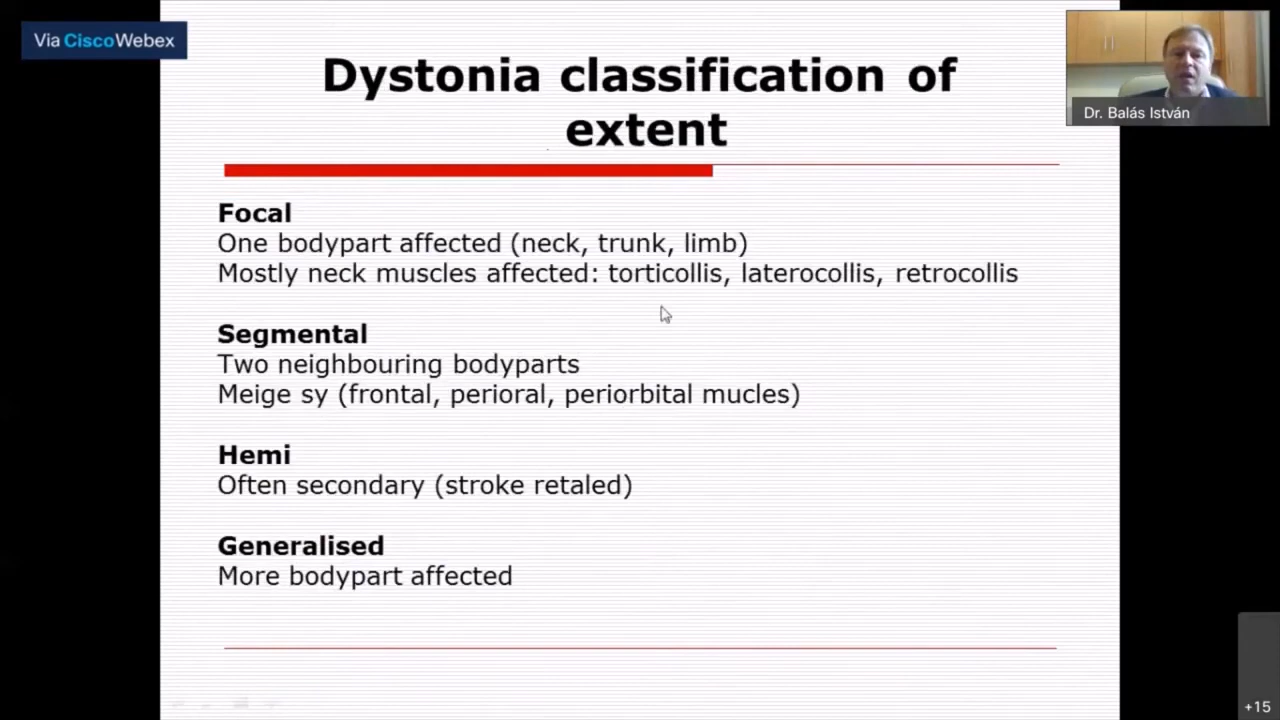 Via CiscoWebex
Dystonia classification of
extent
Dr. Balás István
Focal
One bodypart affected (neck, trunk, limb)
Mostly neck muscles affected: torticollis, laterocollis, retrocollis
Segmental
Two neighbouring bodyparts
Meige sy (frontal, perioral, periorbital mucles)
Hemi
Often secondary (stroke retaled)
Generalised
More bodypart affected
+15